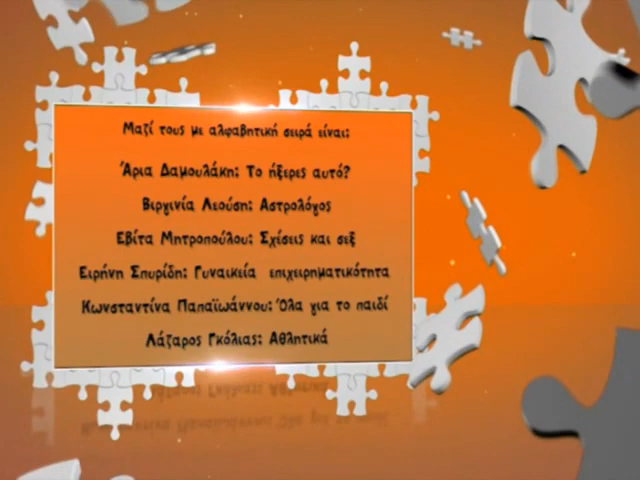 Μαζί τους με αλφαβητική σειρά είναι:
Άρια Δαμουλάκη: Το ήξερες αυτό?
Βιργινία Λεούση: Αστρολόγος
Εβίτα Μητροπούλου: Σχέσεις και σεξ
Ειρήνη Σπυρίδη: Γυναικεία επιχειρηματικότητα
Κωνσταντίνα Παπαϊωάννου: Όλα για το παιδί
Λάζαρος Γκόλιας: Αθλητικά